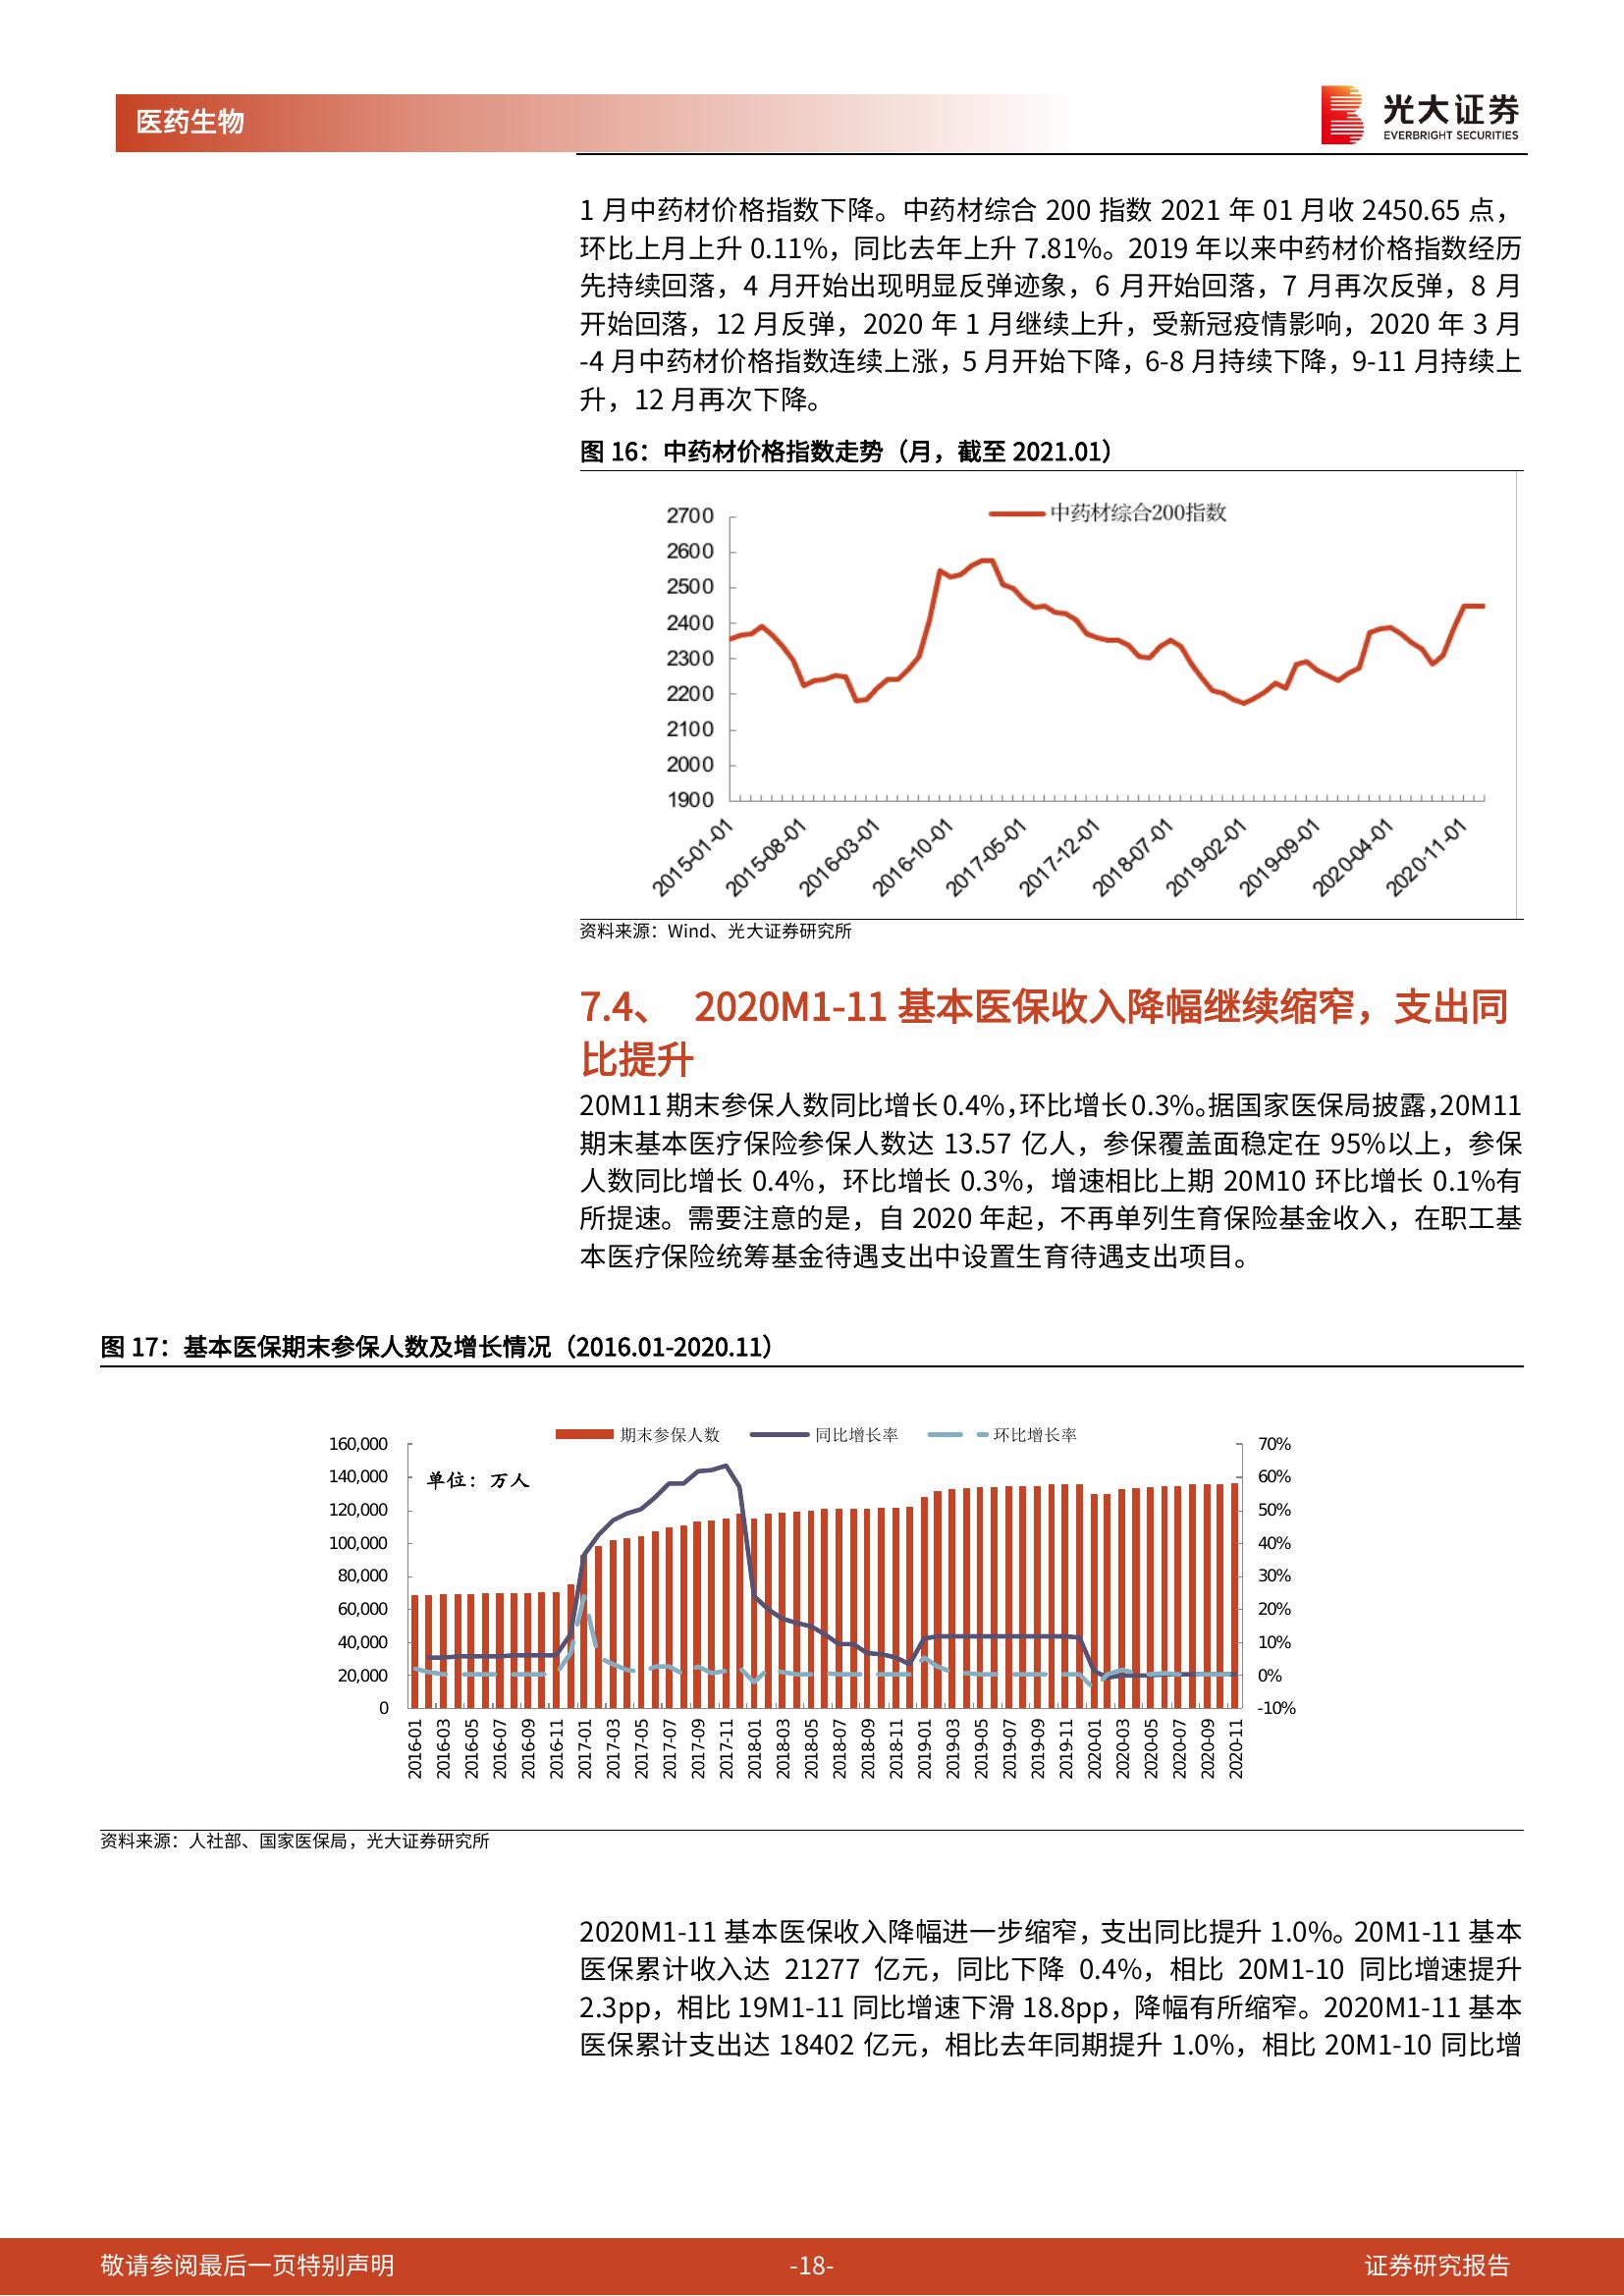 医药生物
光大证券
EVERBRIGHT SECURITIES
1 月中药材价格指数下降。中药材综合 200 指数 2021 年 01 月收 2450.65 点，
环比上月上升 0.11%，同比去年上升 7.81%。2019 年以来中药材价格指数经历
先持续回落，4 月开始出现明显反弹迹象，6 月开始回落，7 月再次反弹，8 月
开始回落，12 月反弹，2020 年 1 月继续上升，受新冠疫情影响，2020 年 3 月
-4 月中药材价格指数连续上涨，5 月开始下降，6-8 月持续下降，9-11 月持续上
升，12 月再次下降。
图 16：中药材价格指数走势（月，截至 2021.01）
中药材综合200指数
2700
2600
2500
2400
2300
2200
2100
2000
1900
2015-01-01
2015-08-01
2016-03-01
2016-10-01
2017-05-01
2017-12-01
2018-07-01
2019-02-01
2019-09-01
2020-04-01
2020-11-01
资料来源：Wind、光大证券研究所
7.4、 2020M1-11 基本医保收入降幅继续缩窄，支出同
比提升
20M11 期末参保人数同比增长 0.4%，环比增长 0.3%。据国家医保局披露，20M11
期末基本医疗保险参保人数达 13.57 亿人，参保覆盖面稳定在 95%以上，参保
人数同比增长 0.4%，环比增长 0.3%，增速相比上期 20M10 环比增长 0.1%有
所提速。需要注意的是，自 2020 年起，不再单列生育保险基金收入，在职工基
本医疗保险统筹基金待遇支出中设置生育待遇支出项目。
图 17：基本医保期末参保人数及增长情况（2016.01-2020.11）
期末参保人数 同比增长率 环比增长率
单位：万人
160,000
140,000
120,000
100,000
80,000
60,000
40,000
20,000
0
70%
60%
50%
40%
30%
20%
10%
0%
-10%
2016-01
2016-03
2016-05
2016-07
2016-09
2016-11
2017-01
2017-03
2017-05
2017-07
2017-09
2017-11
2018-01
2018-03
2018-05
2018-07
2018-09
2018-11
2019-01
2019-03
2019-05
2019-07
2019-09
2019-11
2020-01
2020-03
2020-05
2020-07
2020-09
2020-11
资料来源：人社部、国家医保局，光大证券研究所
2020M1-11 基本医保收入降幅进一步缩窄，支出同比提升 1.0%。20M1-11 基本
医保累计收入达 21277 亿元，同比下降 0.4%，相比 20M1-10 同比增速提升
2.3pp，相比 19M1-11 同比增速下滑 18.8pp，降幅有所缩窄。2020M1-11 基本
医保累计支出达 18402 亿元，相比去年同期提升 1.0%，相比 20M1-10 同比增
敬请参阅最后一页特别声明
-18-
证券研究报告